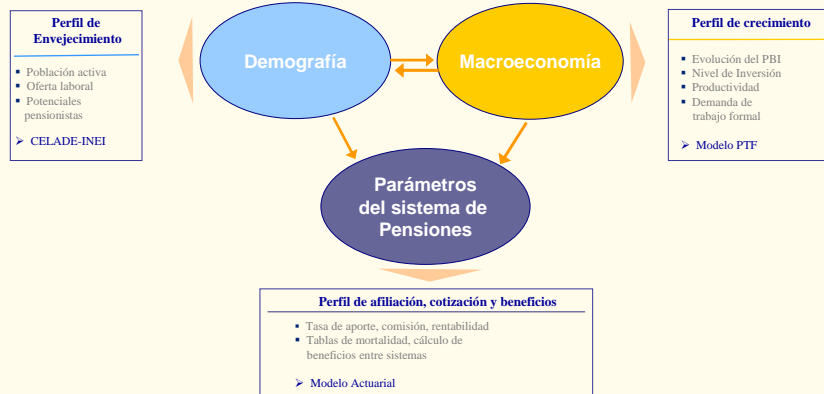 Perfil de
Envejecimiento
▪ Población activa
▪ Oferta laboral
▪ Potenciales
pensionistas
➢ CELADE-INEI
Demografía
Macroeconomía
Perfil de crecimiento
▪ Evolución del PBI
▪ Nivel de Inversión
▪ Productividad
▪ Demanda de
trabajo formal
➢ Modelo PTF
Parámetros
del sistema de
Pensiones
Perfil de afiliación, cotización y beneficios
▪ Tasa de aporte, comisión, rentabilidad
▪ Tablas de mortalidad, cálculo de
beneficios entre sistemas
➢ Modelo Actuarial